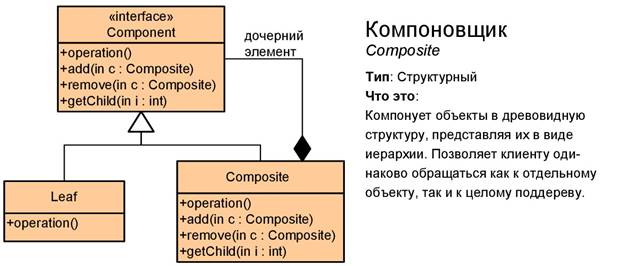 «interface»
Component
+operation()
+add(in c : Composite)
+remove(in c : Composite)
+getChild(in i : int)
дочерний
элемент
Leaf
+operation()
Composite
+operation()
+add(in c : Composite)
+remove(in c : Composite)
+getChild(in i : int)
Компоновщик
Composite
Тип: Структурный
Что это:
Компонует объекты в древовидную
структуру, представляя их в виде
иерархии. Позволяет клиенту оди-
наково обращаться как к отдельному
объекту, так и к целому поддереву.